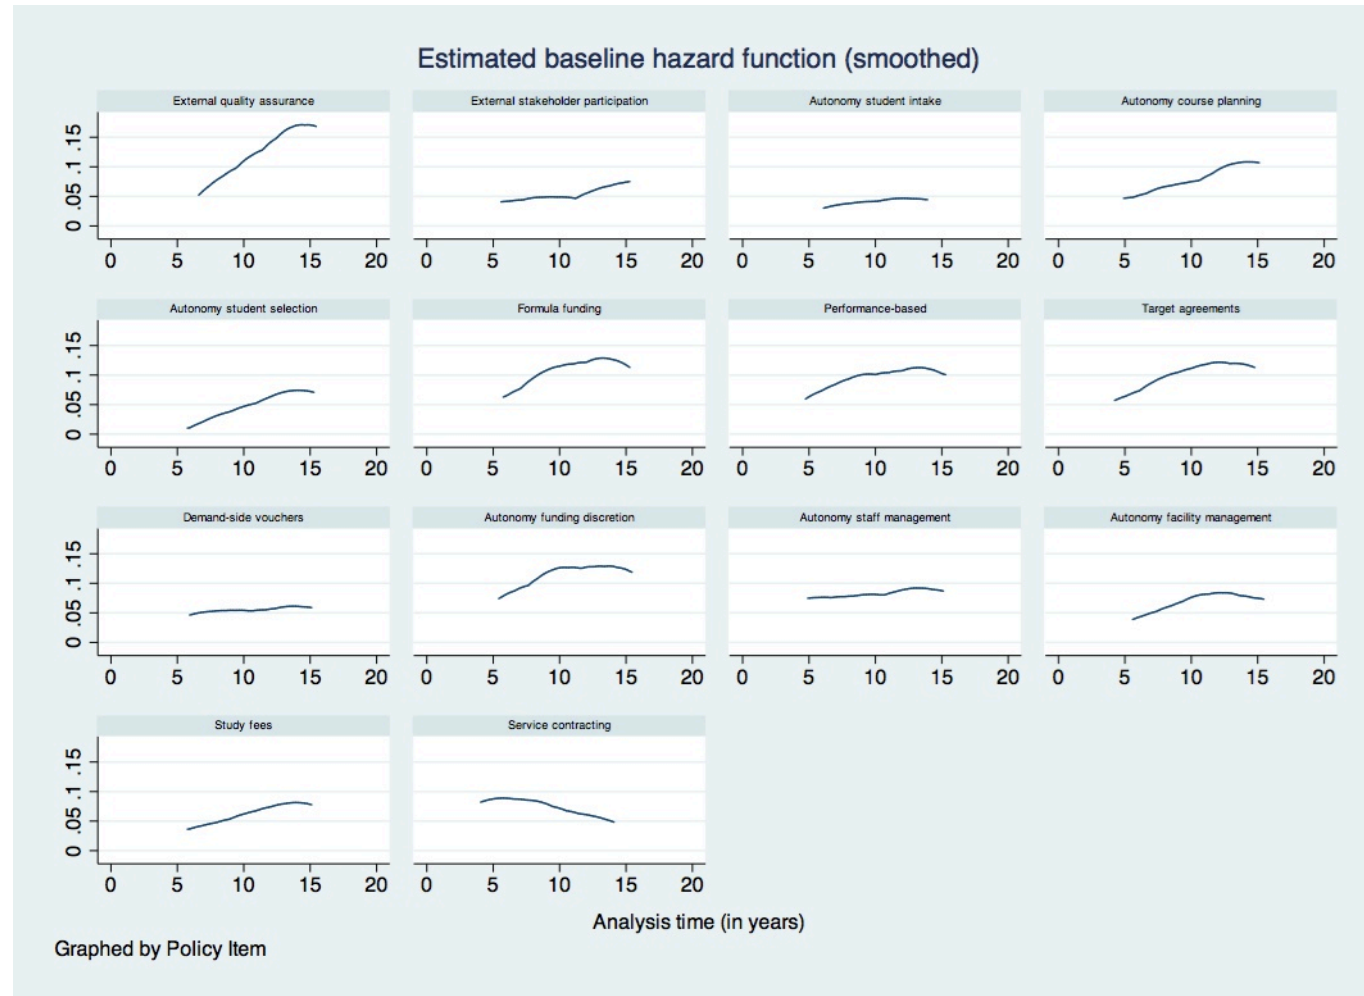 Estimated baseline hazard function (smoothed)
External quality assurance External stakeholder participation Autonomy student intake Autonomy course planning
.15
.1
.05
0
0 5 10 15 20 0 5 10 15 20 0 5 10 15 20 0 5 10 15 20
Autonomy student selection Formula funding Performance-based Target agreements
.15
.1
.05
0
0 5 10 15 20 0 5 10 15 20 0 5 10 15 20 0 5 10 15 20
Demand-side vouchers Autonomy funding discretion Autonomy staff management Autonomy facility management
.15
.1
.05
0
0 5 10 15 20 0 5 10 15 20 0 5 10 15 20 0 5 10 15 20
Study fees Service contracting
.15
.1
.05
0
0 5 10 15 20 0 5 10 15 20
Analysis time (in years)
Graphed by Policy Item